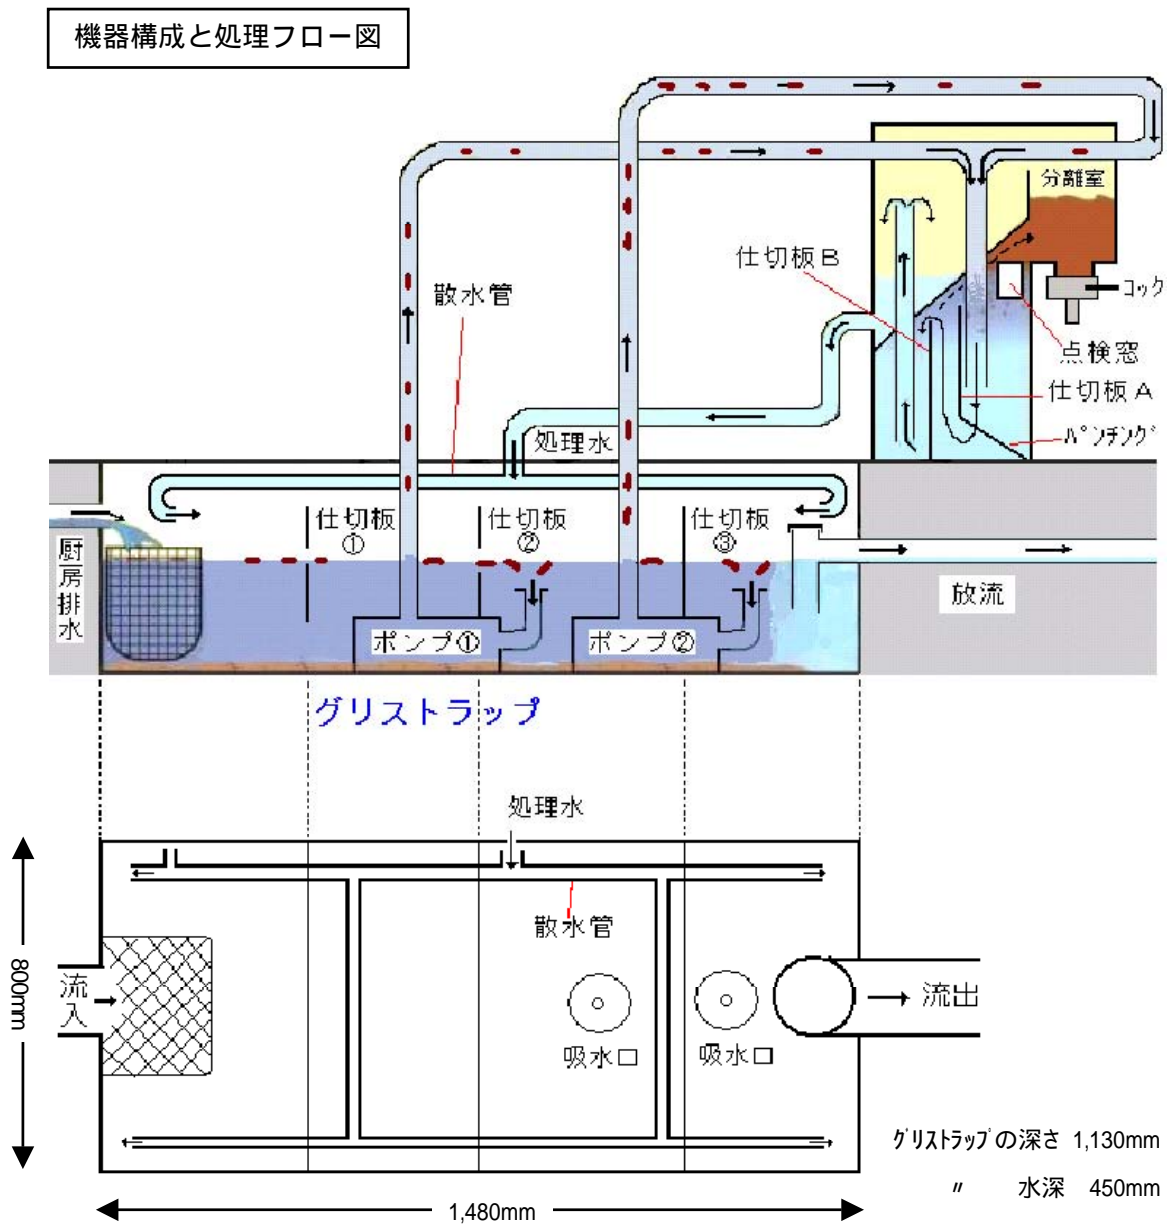 機器構成と処理フロー図
分離室
仕切板B
散水管
コック
点検窓
仕切板A
パンチング
処理水
仕切板
①
仕切板
②
仕切板
③
厨房排水
ポンプ①
ポンプ②
放流
グリストラップ
処理水
散水管
800mm
流入
流出
吸水口
吸水口
グリストラップの深さ 1,130mm
〃 水深 450mm
1,480mm